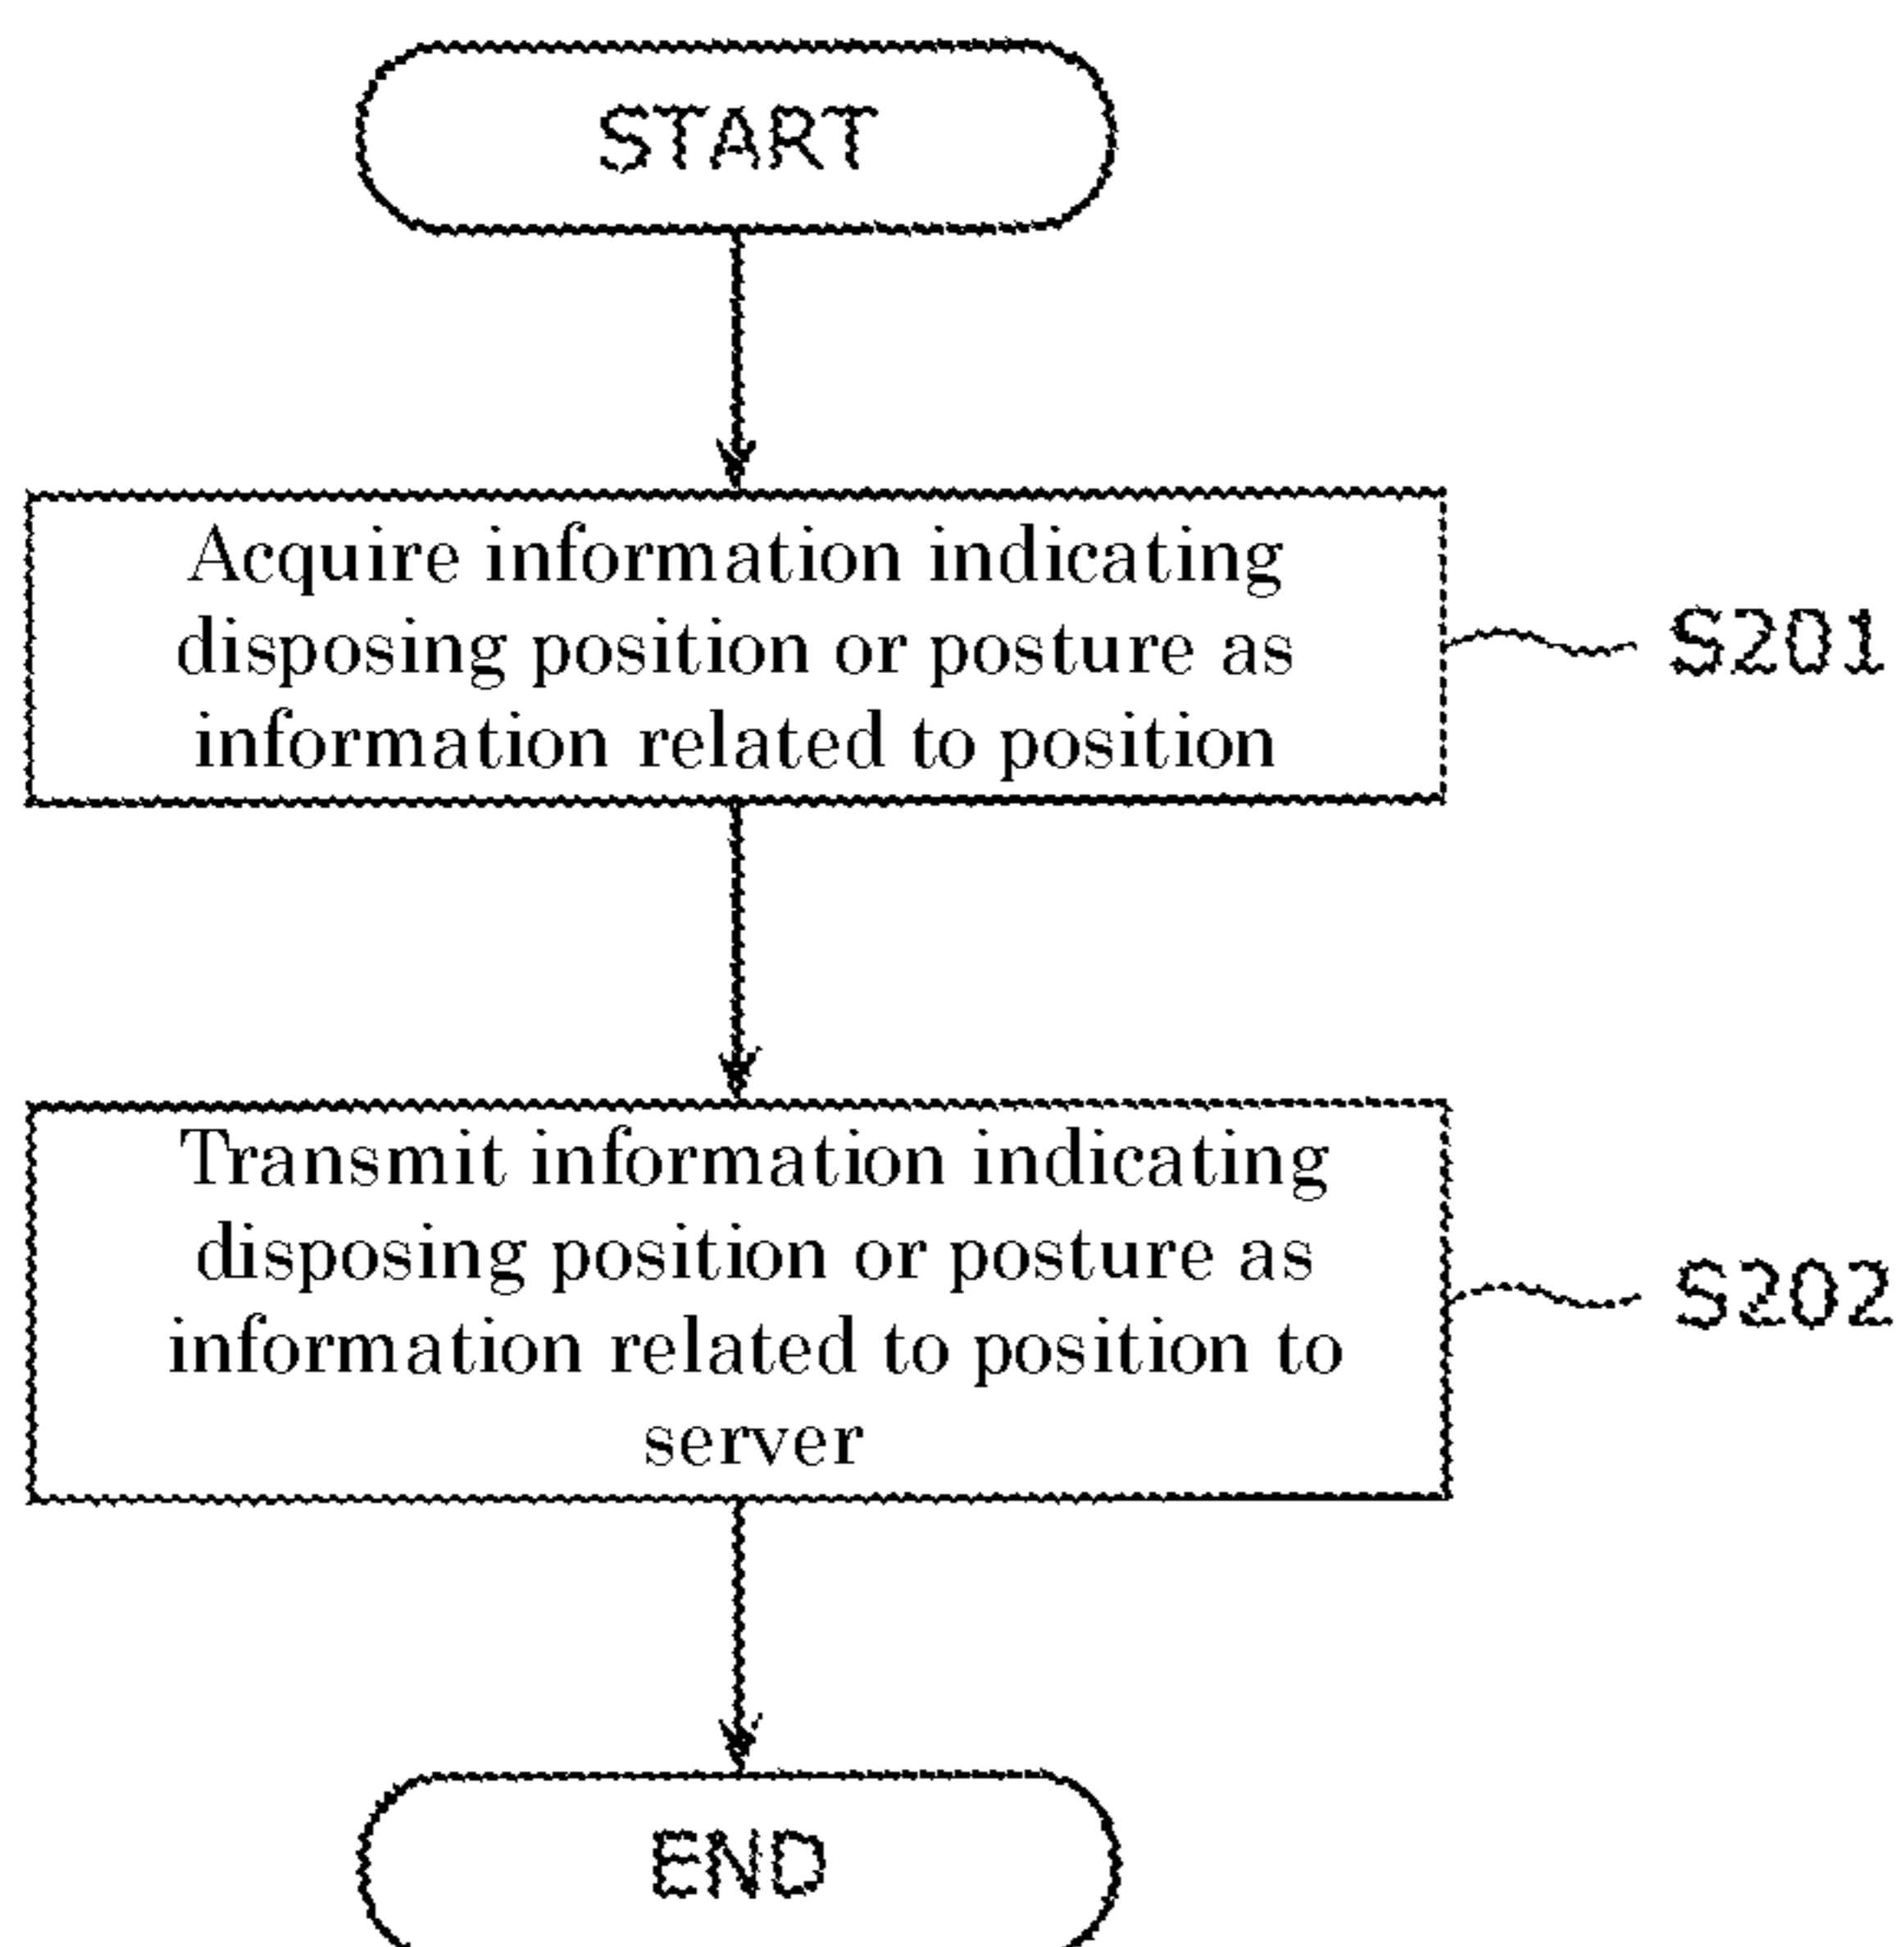 START
Acquire information indicating
disposing position or posture as
information related to position
S201
Transmit information indicating
disposing position or posture as
information related to position to
server
S202
END